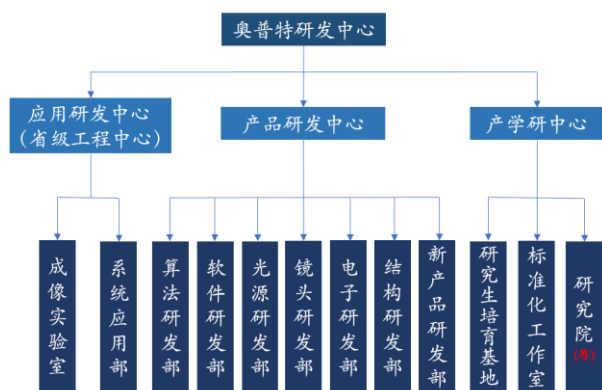 奥普特研发中心
应用研发中心
(省级工程中心)
产品研发中心
产学研中心
成像实验室
系统应用部
算法研发部
软件研发部
光源研发部
镜头研发部
电子研发部
结构研发部
新产品研发部
研究生培育基地
标准化工作室
研究院
(筹)